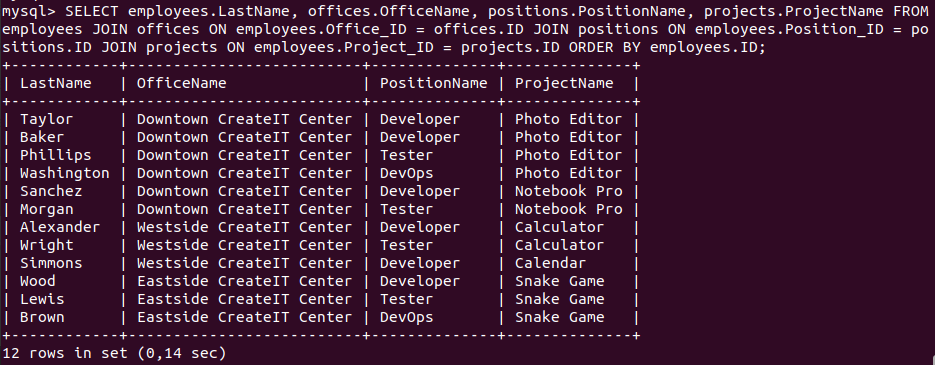 mysql> SELECT employees.LastName, offices.OfficeName, positions.PositionName, projects.ProjectName FROM
employees JOIN offices ON employees.Office_ID = offices.ID JOIN positions ON employees.Position_ID = po
sitions.ID JOIN projects ON employees.Project_ID = projects.ID ORDER BY employees.ID;
+------------+--------------------------+--------------+--------------+
| LastName   | OfficeName               | PositionName | ProjectName  |
+------------+--------------------------+--------------+--------------+
| Taylor     | Downtown CreateIT Center | Developer    | Photo Editor |
| Baker      | Downtown CreateIT Center | Developer    | Photo Editor |
| Phillips   | Downtown CreateIT Center | Tester       | Photo Editor |
| Washington | Downtown CreateIT Center | DevOps       | Photo Editor |
| Sanchez    | Downtown CreateIT Center | Developer    | Notebook Pro |
| Morgan     | Downtown CreateIT Center | Tester       | Notebook Pro |
| Alexander  | Westside CreateIT Center | Developer    | Calculator   |
| Wright     | Westside CreateIT Center | Tester       | Calculator   |
| Simmons    | Westside CreateIT Center | Developer    | Calendar     |
| Wood       | Eastside CreateIT Center | Developer    | Snake Game   |
| Lewis      | Eastside CreateIT Center | Tester       | Snake Game   |
| Brown      | Eastside CreateIT Center | DevOps       | Snake Game   |
+------------+--------------------------+--------------+--------------+
12 rows in set (0,14 sec)